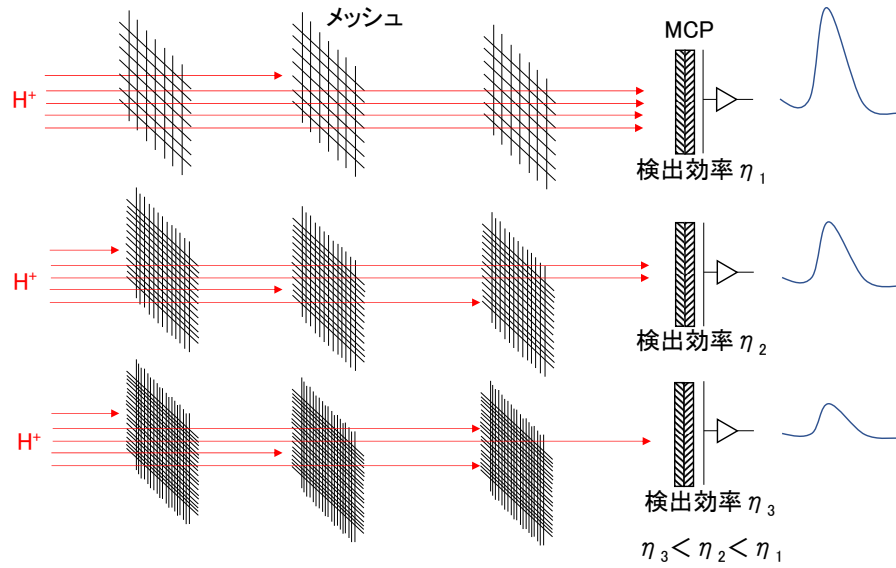 メッシュ
MCP
H⁺
検出効率 η₁
H⁺
検出効率 η₂
H⁺
検出効率 η₃
η₃＜η₂＜η₁